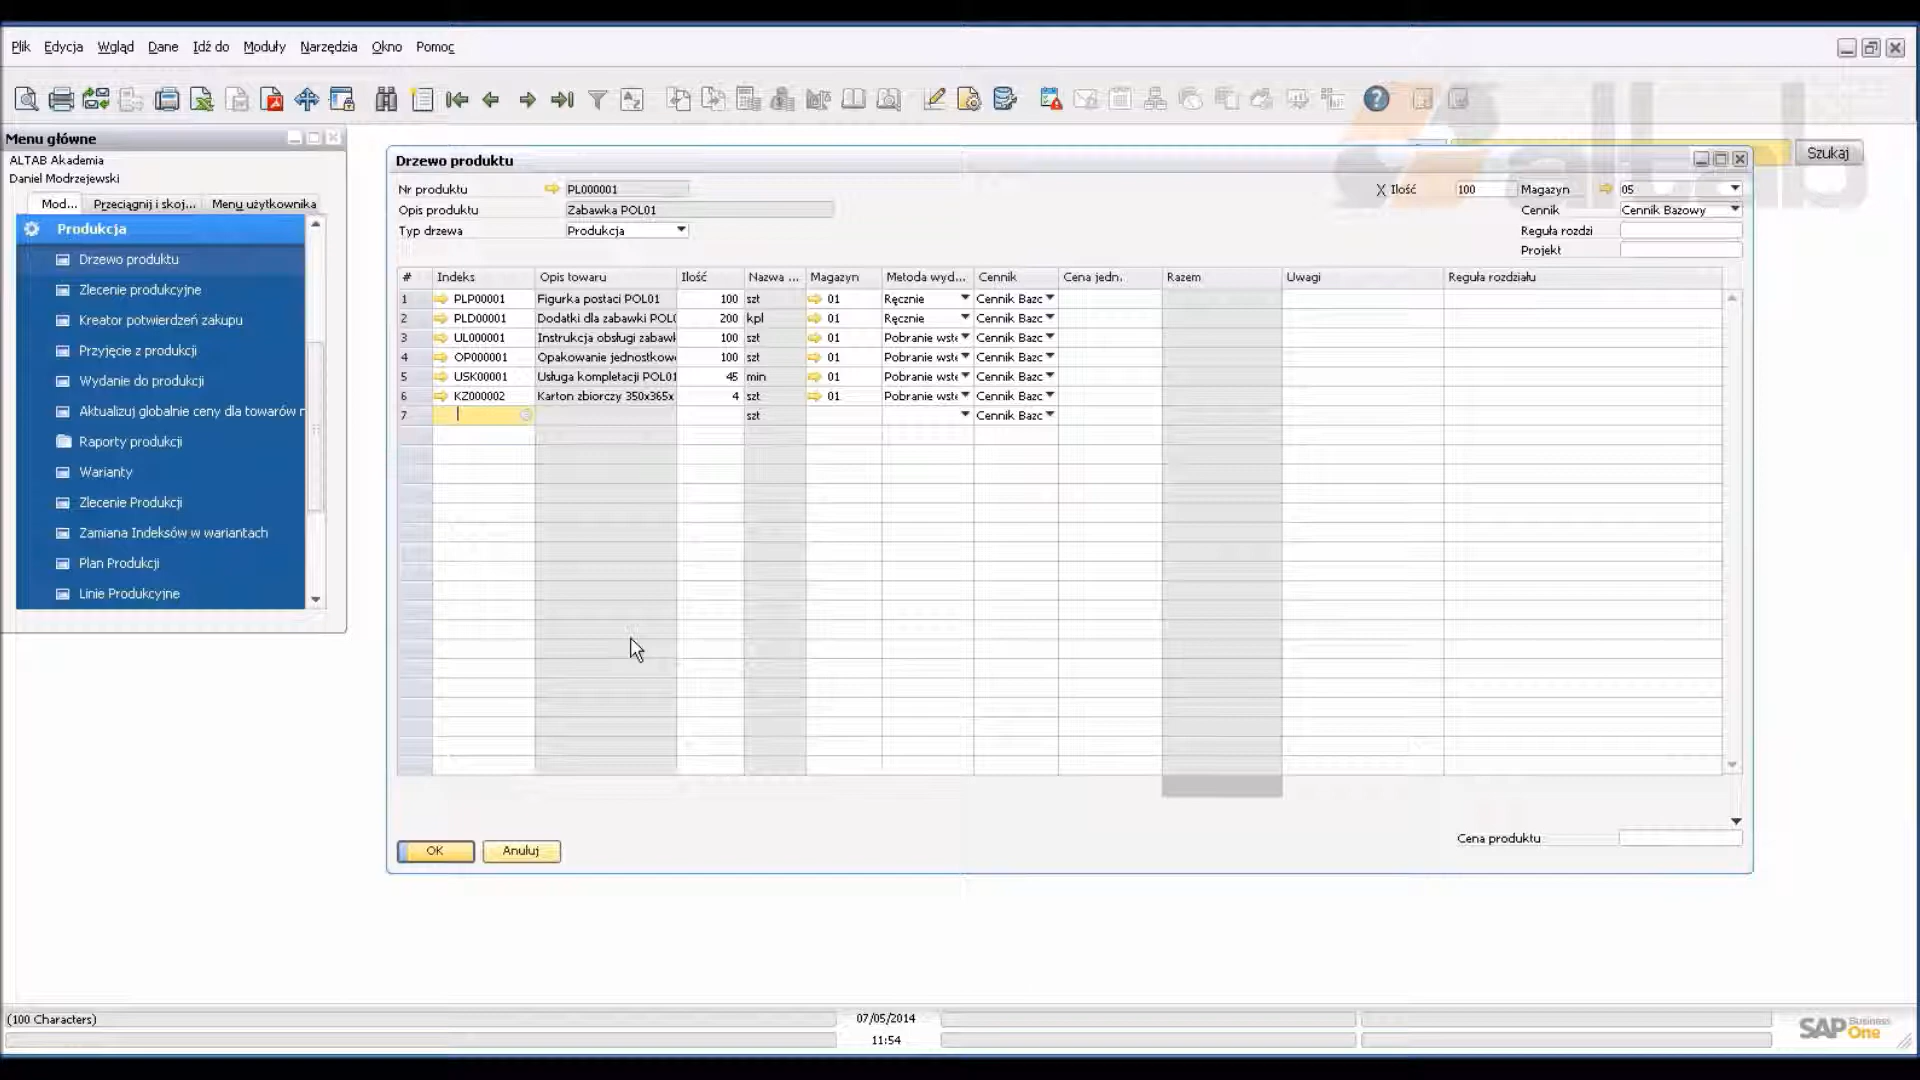 Plik Edycja Wgląd Dane Idź do Moduły Narzędzia Okno Pomoc
Menu główne
ALTAB Akademia
Daniel Modrzejewski
Mod... Przeciągnij i skoj... Menu użytkownika
Produkcja
Drzewo produktu
Zlecenie produkcyjne
Kreator potwierdzeń zakupu
Przyjęcie z produkcji
Wydanie do produkcji
Aktualizuj globalnie ceny dla towarów r
Raporty produkcji
Warianty
Zlecenie Produkcji
Zamiana Indeksów w wariantach
Plan Produkcji
Linie Produkcyjne
altab
Szukaj
Drzewo produktu
Nr produktu PL000001 X Ilość 100 Magazyn 05
Opis produktu Zabawka POL01 Cennik Cennik Bazowy
Typ drzewa Produkcja Reguła rozdzi
Projekt
# Indeks Opis towaru Ilość Nazwa ... Magazyn Metoda wyd... Cennik Cena jedn. Razem Uwagi Reguła rozdziału
1 PLP00001 Figurka postaci POL01 100 szt 01 Ręcznie Cennik Bazc
2 PLD00001 Dodatki dla zabawki POL( 200 kpl 01 Ręcznie Cennik Bazc
3 UL000001 Instrukcja obsługi zabawk 100 szt 01 Pobranie wste Cennik Bazc
4 OP000001 Opakowanie jednostkow 100 szt 01 Pobranie wste Cennik Bazc
5 USK00001 Usługa kompletacji POL01 45 min 01 Pobranie wste Cennik Bazc
6 KZ000002 Karton zbiorczy 350x365x 4 szt 01 Pobranie wste Cennik Bazc
7 szt Cennik Bazc
Cena produktu
OK Anuluj
(100 Characters) 07/05/2014
11:54
SAP Business One